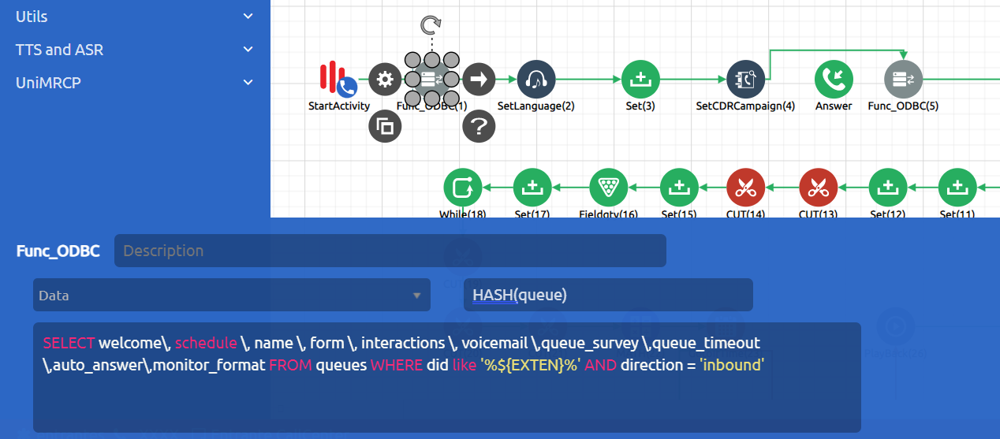 Utils
TTS and ASR
UniMRCP
StartActivity
Func_ODBC(1)
SetLanguage(2)
Set(3)
SetCDRCampaign(4)
Answer
Func_ODBC(5)
While(18)
Set(17)
Fieldqty(16)
Set(15)
CUT(14)
CUT(13)
Set(12)
Set(11)
Func_ODBC
Description
Data
HASH(queue)
SELECT welcome\, schedule \, name \, form \, interactions \, voicemail \,queue_survey \,queue_timeout
\,auto_answer\,monitor_format FROM queues WHERE did like '%${EXTEN}%' AND direction = 'inbound'